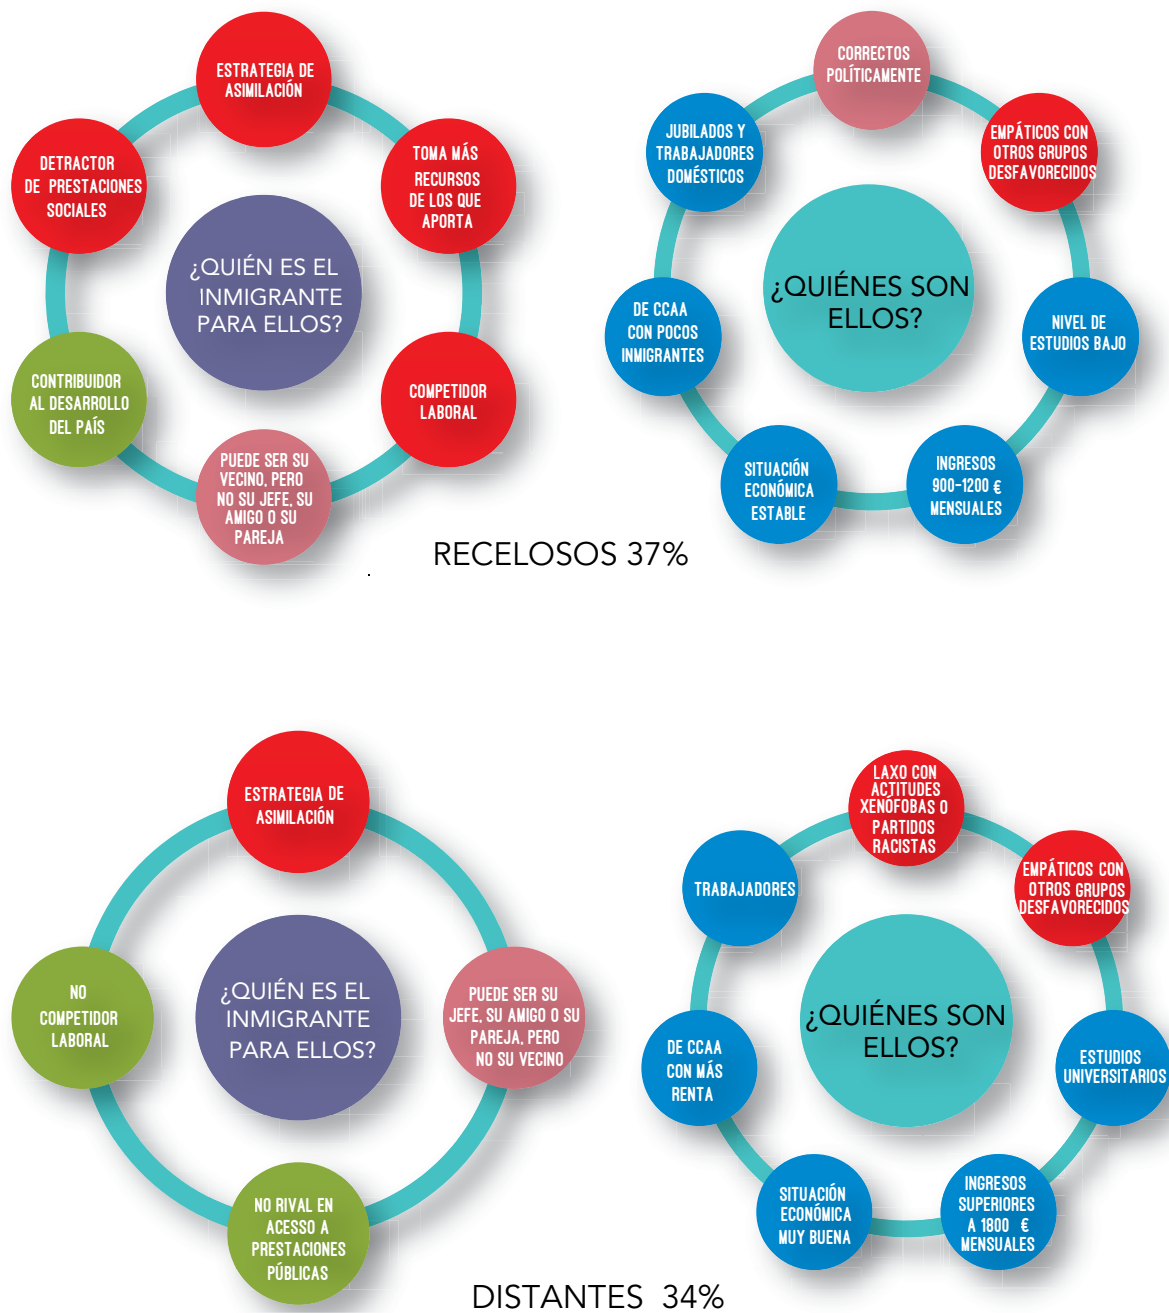 ESTRATEGIA DE
ASIMILACIÓN
DETRACTOR
DE PRESTACIONES
SOCIALES
TOMA MÁS
RECURSOS
DE LOS QUE
APORTA
¿QUIÉN ES EL
INMIGRANTE
PARA ELLOS?
CONTRIBUIDOR
AL DESARROLLO
DEL PAÍS
COMPETIDOR
LABORAL
PUEDE SER SU
VECINO, PERO
NO SU JEFE, SU
AMIGO O SU
PAREJA
CORRECTOS
POLÍTICAMENTE
JUBILADOS Y
TRABAJADORES
DOMÉSTICOS
EMPÁTICOS CON
OTROS GRUPOS
DESFAVORECIDOS
¿QUIÉNES SON
ELLOS?
DE CCAA
CON POCOS
INMIGRANTES
NIVEL DE
ESTUDIOS BAJO
SITUACIÓN
ECONÓMICA
ESTABLE
INGRESOS
900-1200 €
MENSUALES
RECELOSOS 37%
ESTRATEGIA DE
ASIMILACIÓN
NO
COMPETIDOR
LABORAL
¿QUIÉN ES EL
INMIGRANTE
PARA ELLOS?
PUEDE SER SU
JEFE, SU AMIGO O SU
PAREJA, PERO
NO SU VECINO
NO RIVAL EN
ACESSO A
PRESTACIONES
PÚBLICAS
LAXO CON
ACTITUDES
XENÓFOBAS O
PARTIDOS
RACISTAS
TRABAJADORES
EMPÁTICOS CON
OTROS GRUPOS
DESFAVORECIDOS
¿QUIÉNES SON
ELLOS?
DE CCAA
CON MÁS
RENTA
ESTUDIOS
UNIVERSITARIOS
SITUACIÓN
ECONÓMICA
MUY BUENA
INGRESOS
SUPERIORES
A 1800 €
MENSUALES
DISTANTES 34%